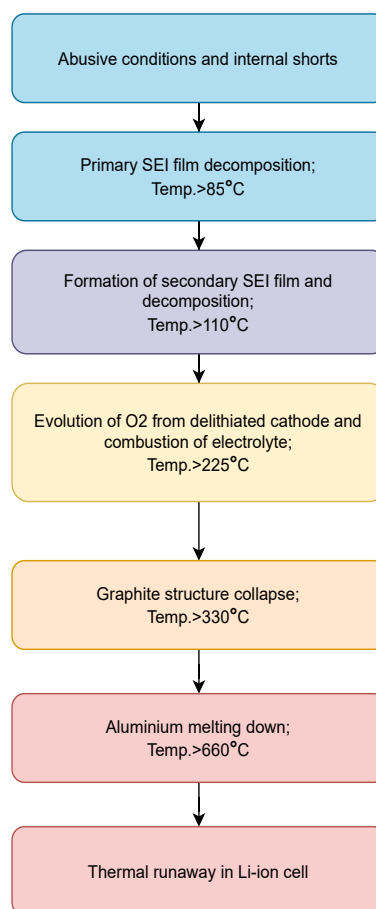 Abusive conditions and internal shorts
Primary SEI film decomposition;
Temp.>85°C
Formation of secondary SEI film and
decomposition;
Temp.>110°C
Evolution of O2 from delithiated cathode and
combustion of electrolyte;
Temp.>225°C
Graphite structure collapse;
Temp.>330°C
Aluminium melting down;
Temp.>660°C
Thermal runaway in Li-ion cell